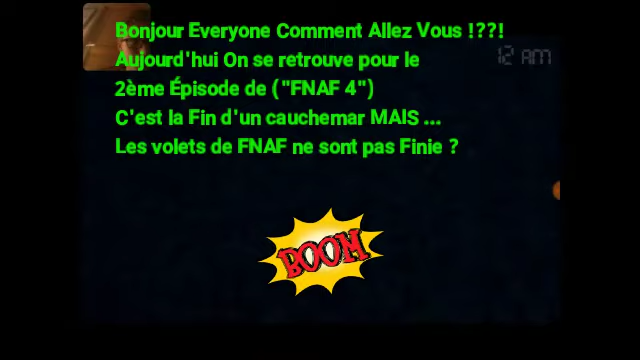 Bonjour Everyone Comment Allez Vous !??!
Aujourd'hui On se retrouve pour le
12 AM
2ème Épisode de ("FNAF 4")
C'est la Fin d'un cauchemar MAIS ...
Les volets de FNAF ne sont pas Finie ?
BOOM